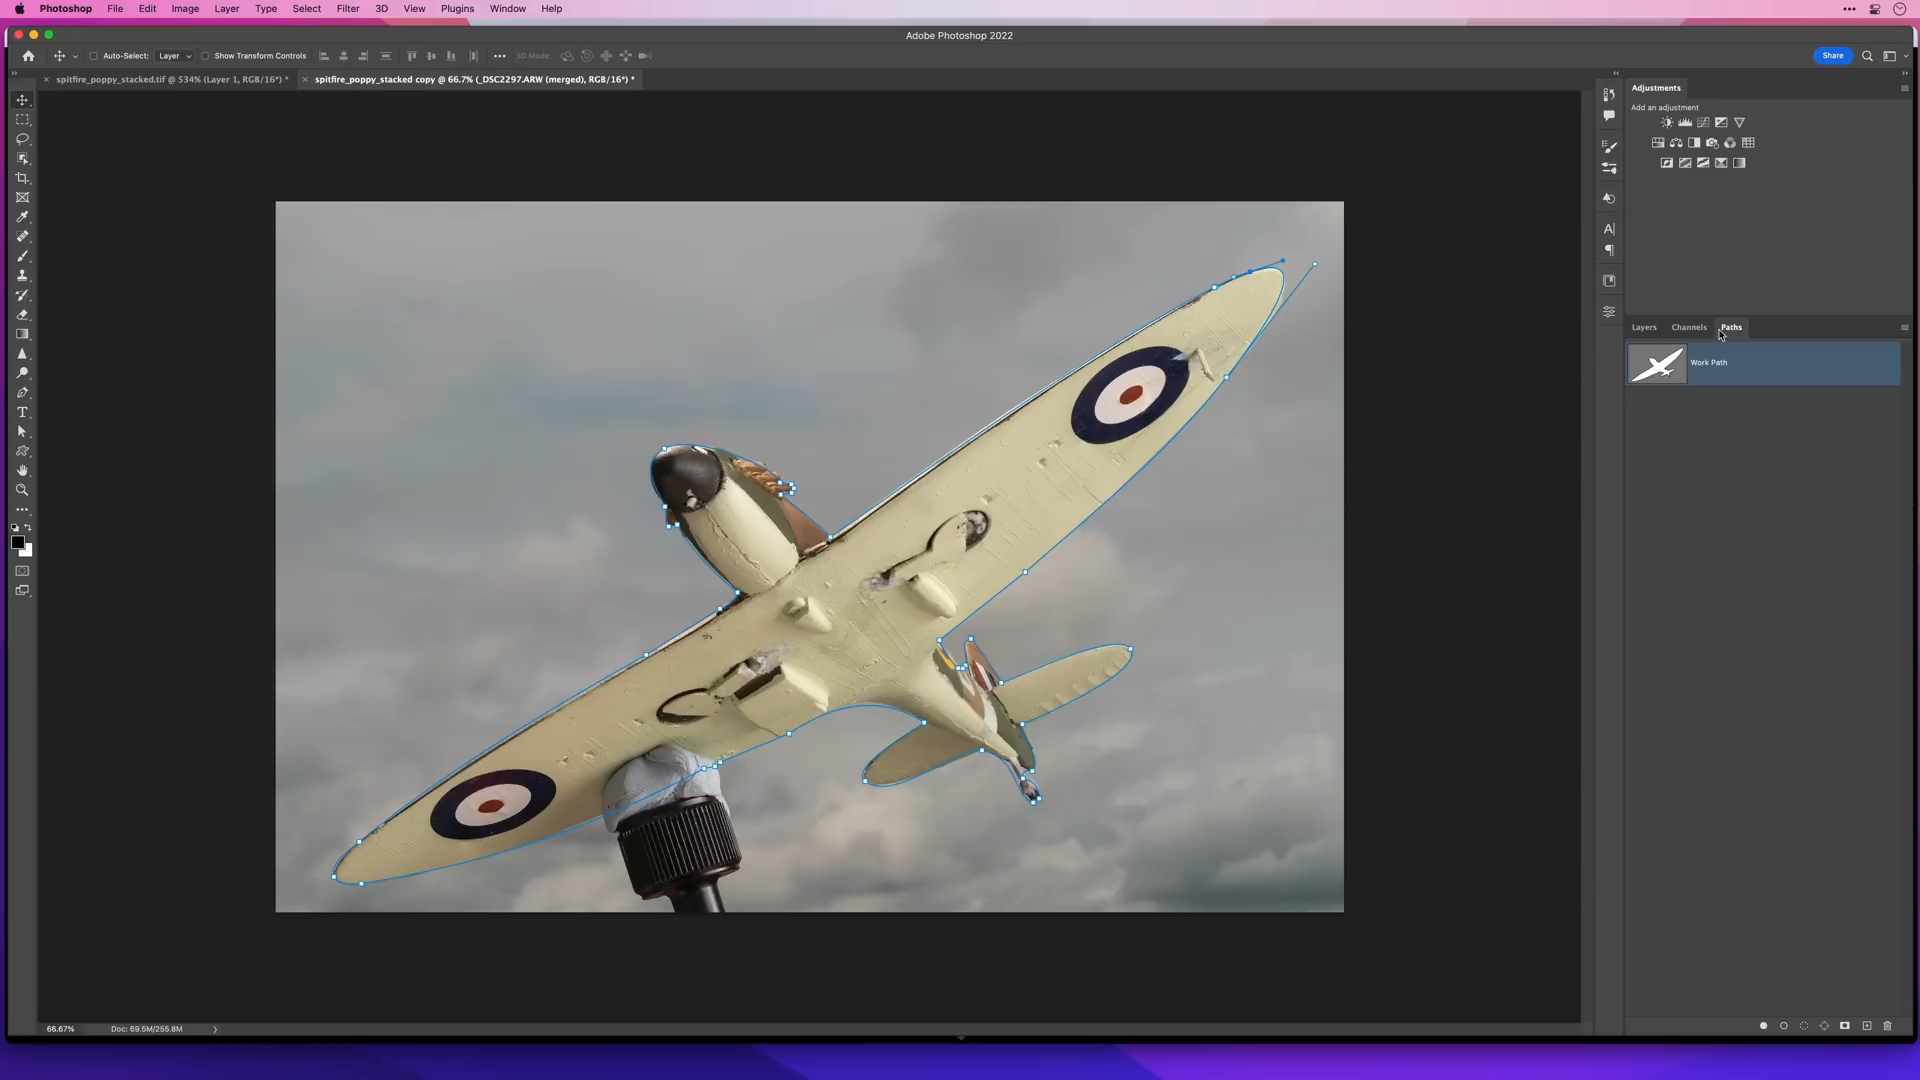 Photoshop File Edit Image Layer Type Select Filter 3D View Plugins Window Help
Adobe Photoshop 2022
Auto-Select: Layer Show Transform Controls 3D Mode: Share
spitfire_poppy_stacked.tif @ 534% (Layer 1, RGB/16*) * spitfire_poppy_stacked copy @ 66.7% (_DSC2297.ARW (merged), RGB/16*) *
Adjustments
Add an adjustment
Layers Channels Paths
Work Path
66.67% Doc: 69.5M/255.8M